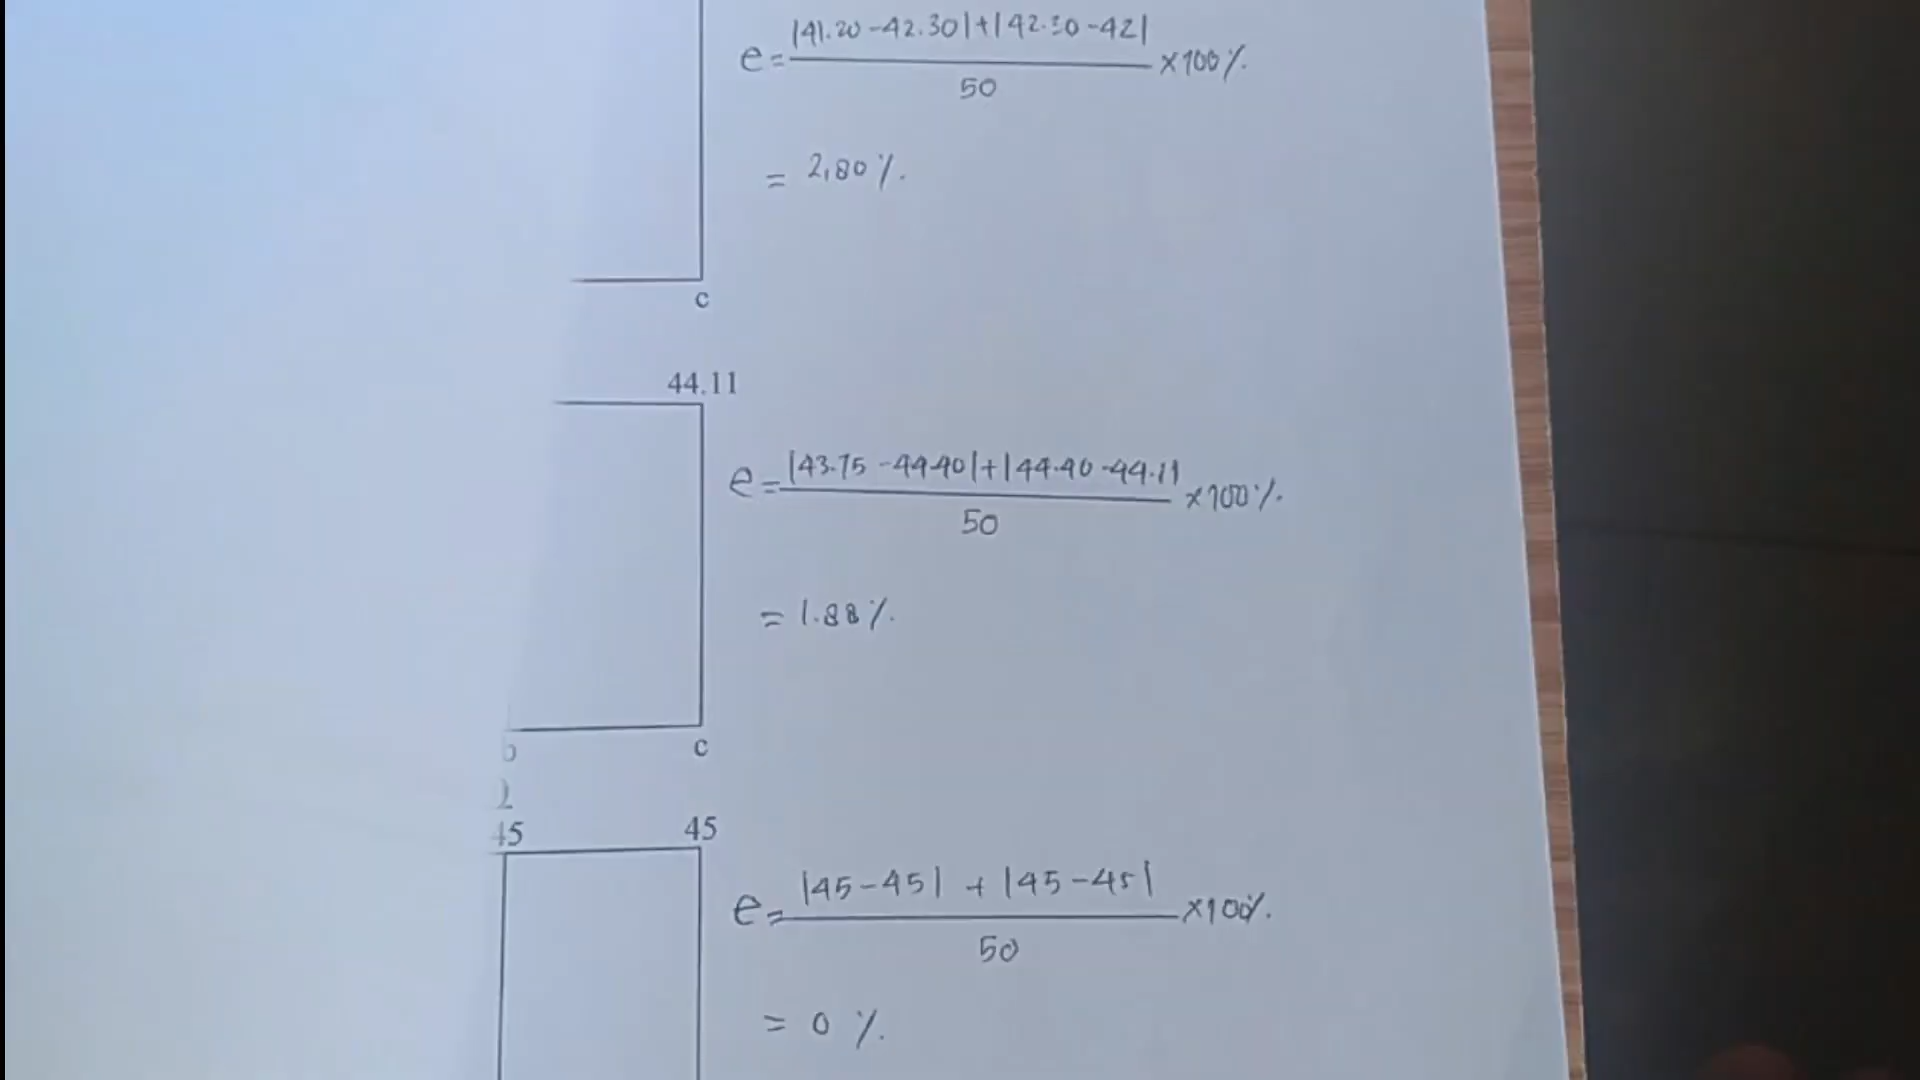 e = |41.20 - 42.30| + |42.30 - 42| / 50 × 100 %
= 2,80 %
c
44.11
e = |43.75 - 44.40| + |44.40 - 44.11 / 50 × 100 %
= 1.88 %
c
45 45
e = |45 - 45| + |45 - 45| / 50 × 100%
= 0 %